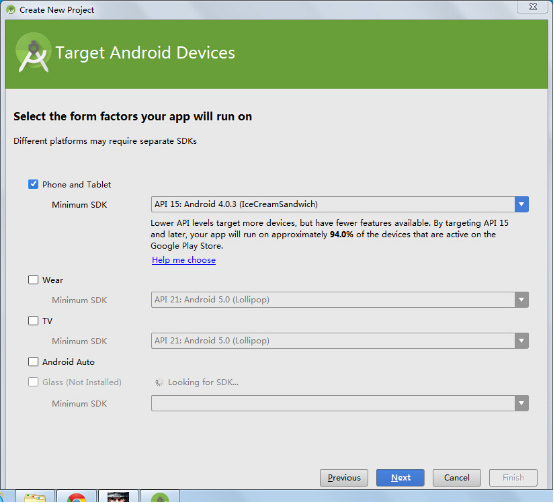 Create New Project
Target Android Devices
Select the form factors your app will run on
Different platforms may require separate SDKs
Phone and Tablet
Minimum SDK API 15: Android 4.0.3 (IceCreamSandwich)
Lower API levels target more devices, but have fewer features available. By targeting API 15
and later, your app will run on approximately 94.0% of the devices that are active on the
Google Play Store.
Help me choose
Wear
Minimum SDK API 21: Android 5.0 (Lollipop)
TV
Minimum SDK API 21: Android 5.0 (Lollipop)
Android Auto
Glass (Not Installed) Looking for SDK...
Minimum SDK
Previous Next Cancel Finish